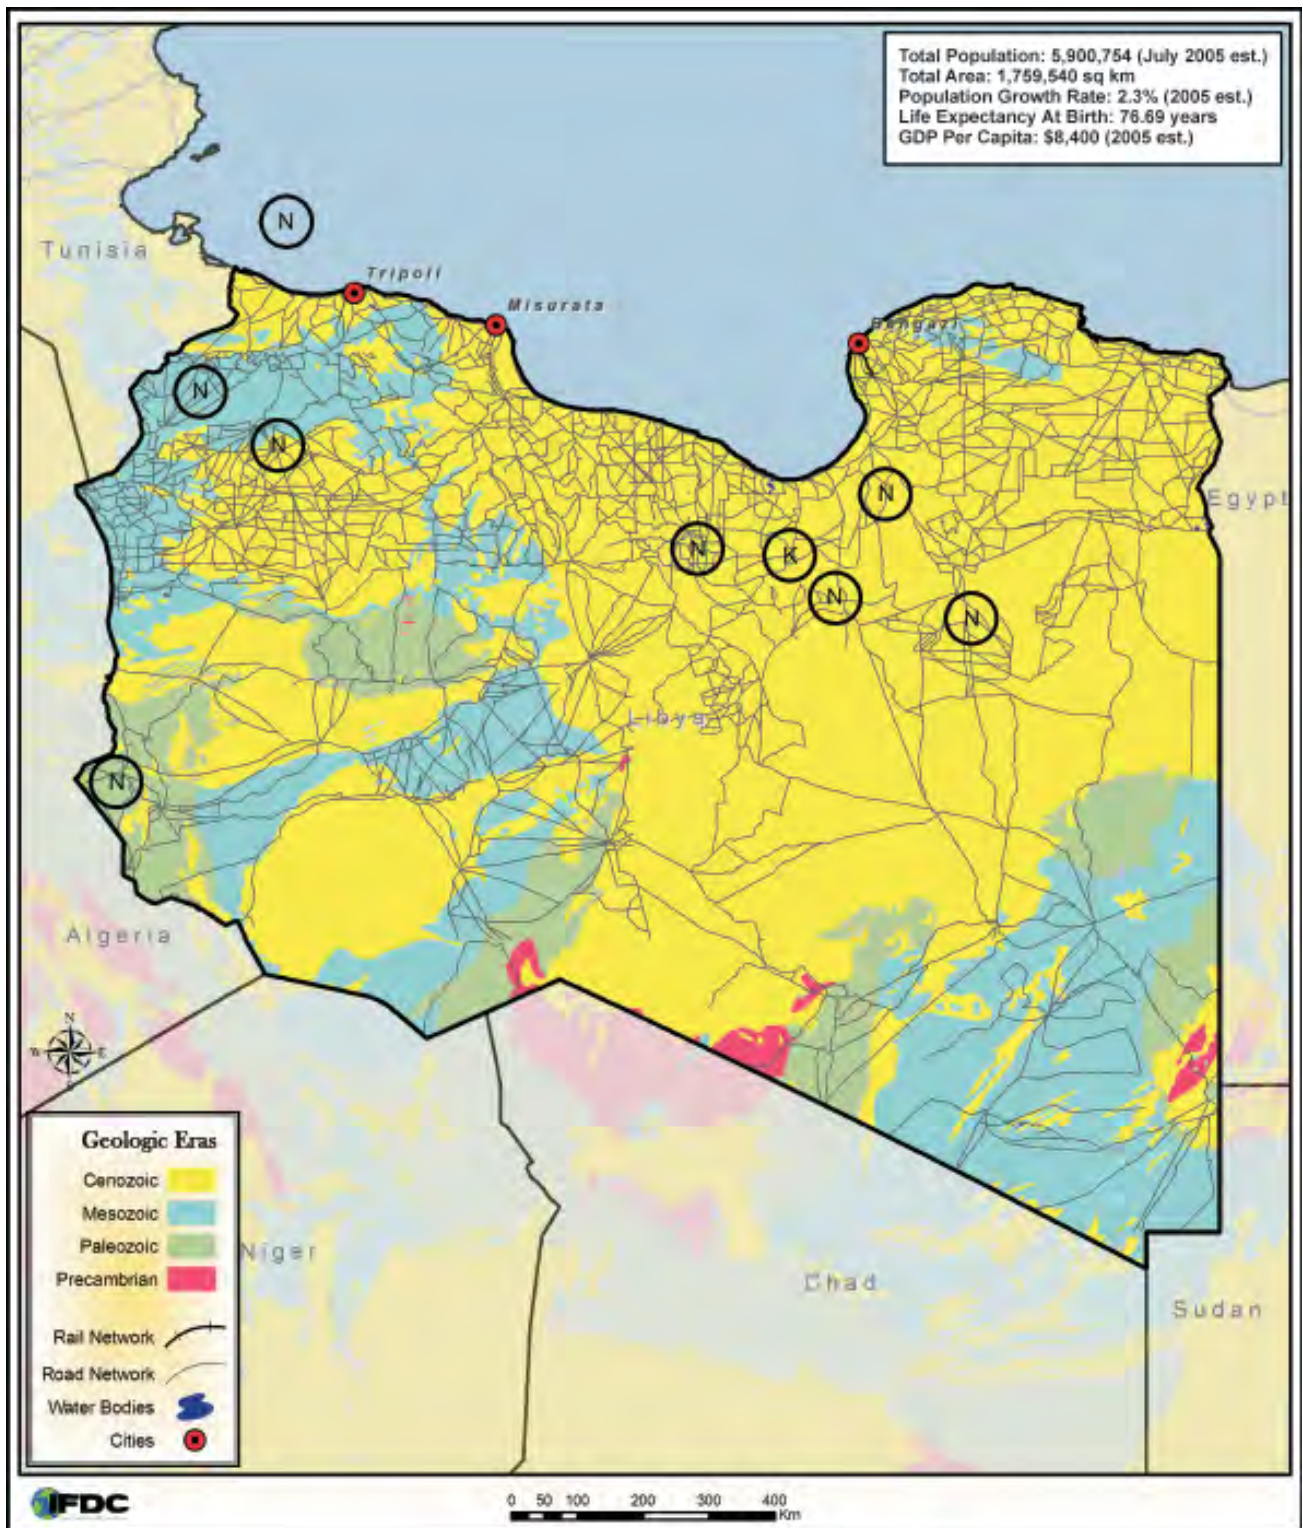 Total Population: 5,900,754 (July 2005 est.)
Total Area: 1,759,540 sq km
Population Growth Rate: 2.3% (2005 est.)
Life Expectancy At Birth: 76.69 years
GDP Per Capita: $8,400 (2005 est.)
N
Tunisia
Tripoli
Misurata
Bengazi
N
N
N
Egypt
N
K
N
N
Libya
N
Algeria
N
W
E
Geologic Eras
Cenozoic
Mesozoic
Paleozoic
Precambrian
Rail Network
Road Network
Water Bodies
Cities
Niger
Chad
Sudan
IFDC
0 50 100 200 300 400
Km